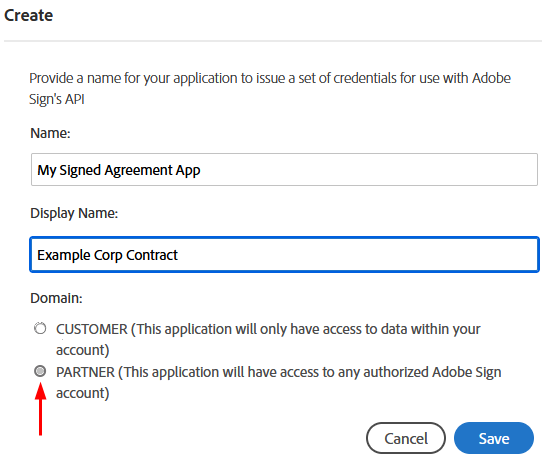 Create
Provide a name for your application to issue a set of credentials for use with Adobe
Sign's API
Name:
My Signed Agreement App
Display Name:
Example Corp Contract
Domain:
CUSTOMER (This application will only have access to data within your
account)
PARTNER (This application will have access to any authorized Adobe Sign
account)
Cancel
Save